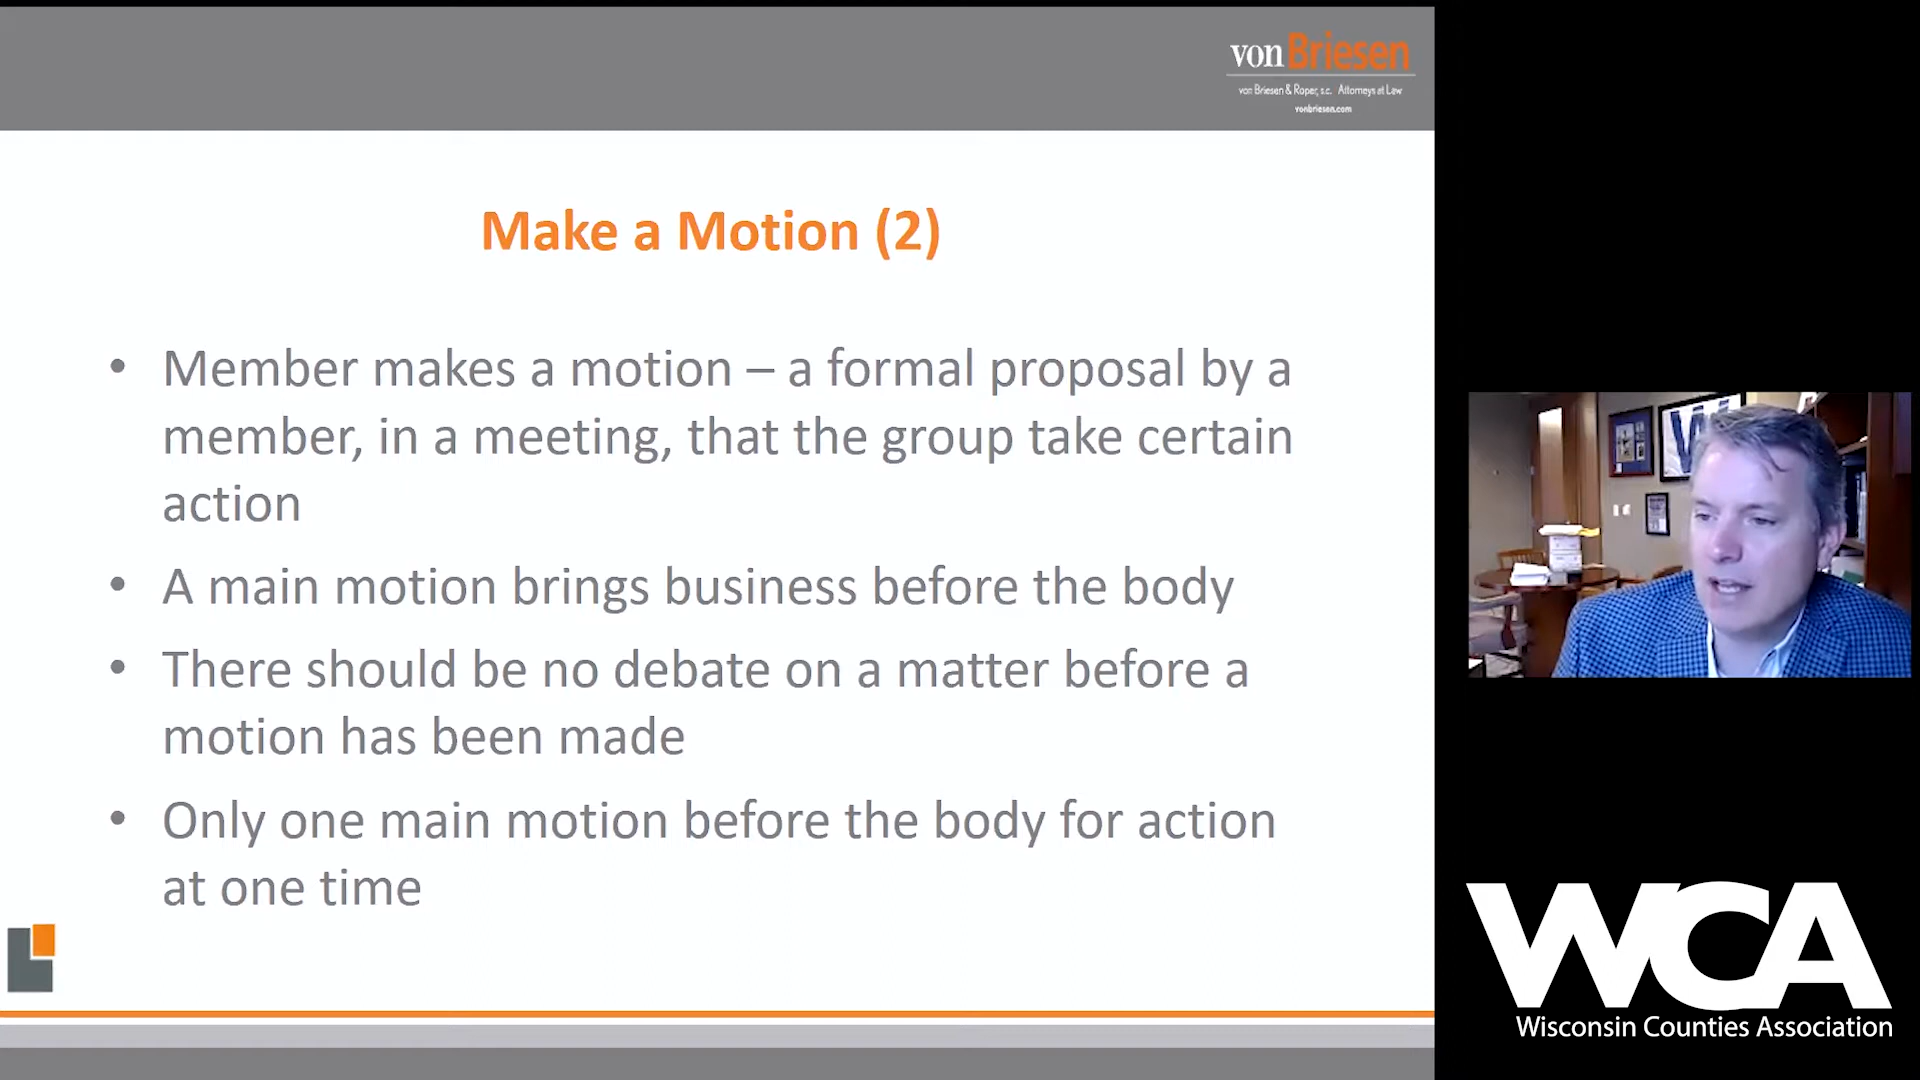 von Briesen
von Briesen & Roper, s.c. Attorneys at Law
vonbriesen.com
Make a Motion (2)
• Member makes a motion – a formal proposal by a
member, in a meeting, that the group take certain
action
• A main motion brings business before the body
• There should be no debate on a matter before a
motion has been made
• Only one main motion before the body for action
at one time
W
WCA
Wisconsin Counties Association